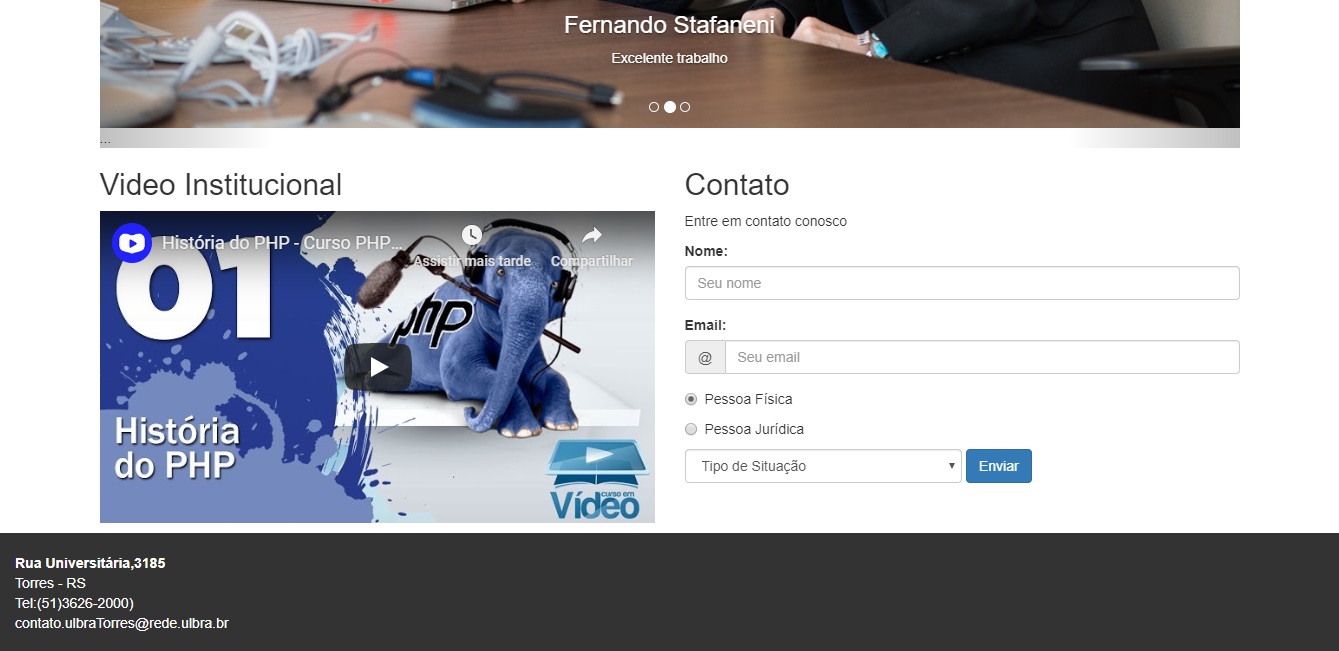 Fernando Stafaneni
Excelente trabalho
...
Video Institucional
História do PHP - Curso PHP...
Assistir mais tarde
Compartilhar
01
php
História
do PHP
curso em
Vídeo
Contato
Entre em contato conosco
Nome:
Seu nome
Email:
@ Seu email
Pessoa Física
Pessoa Jurídica
Tipo de Situação
Enviar
Rua Universitária,3185
Torres - RS
Tel:(51)3626-2000)
contato.ulbraTorres@rede.ulbra.br